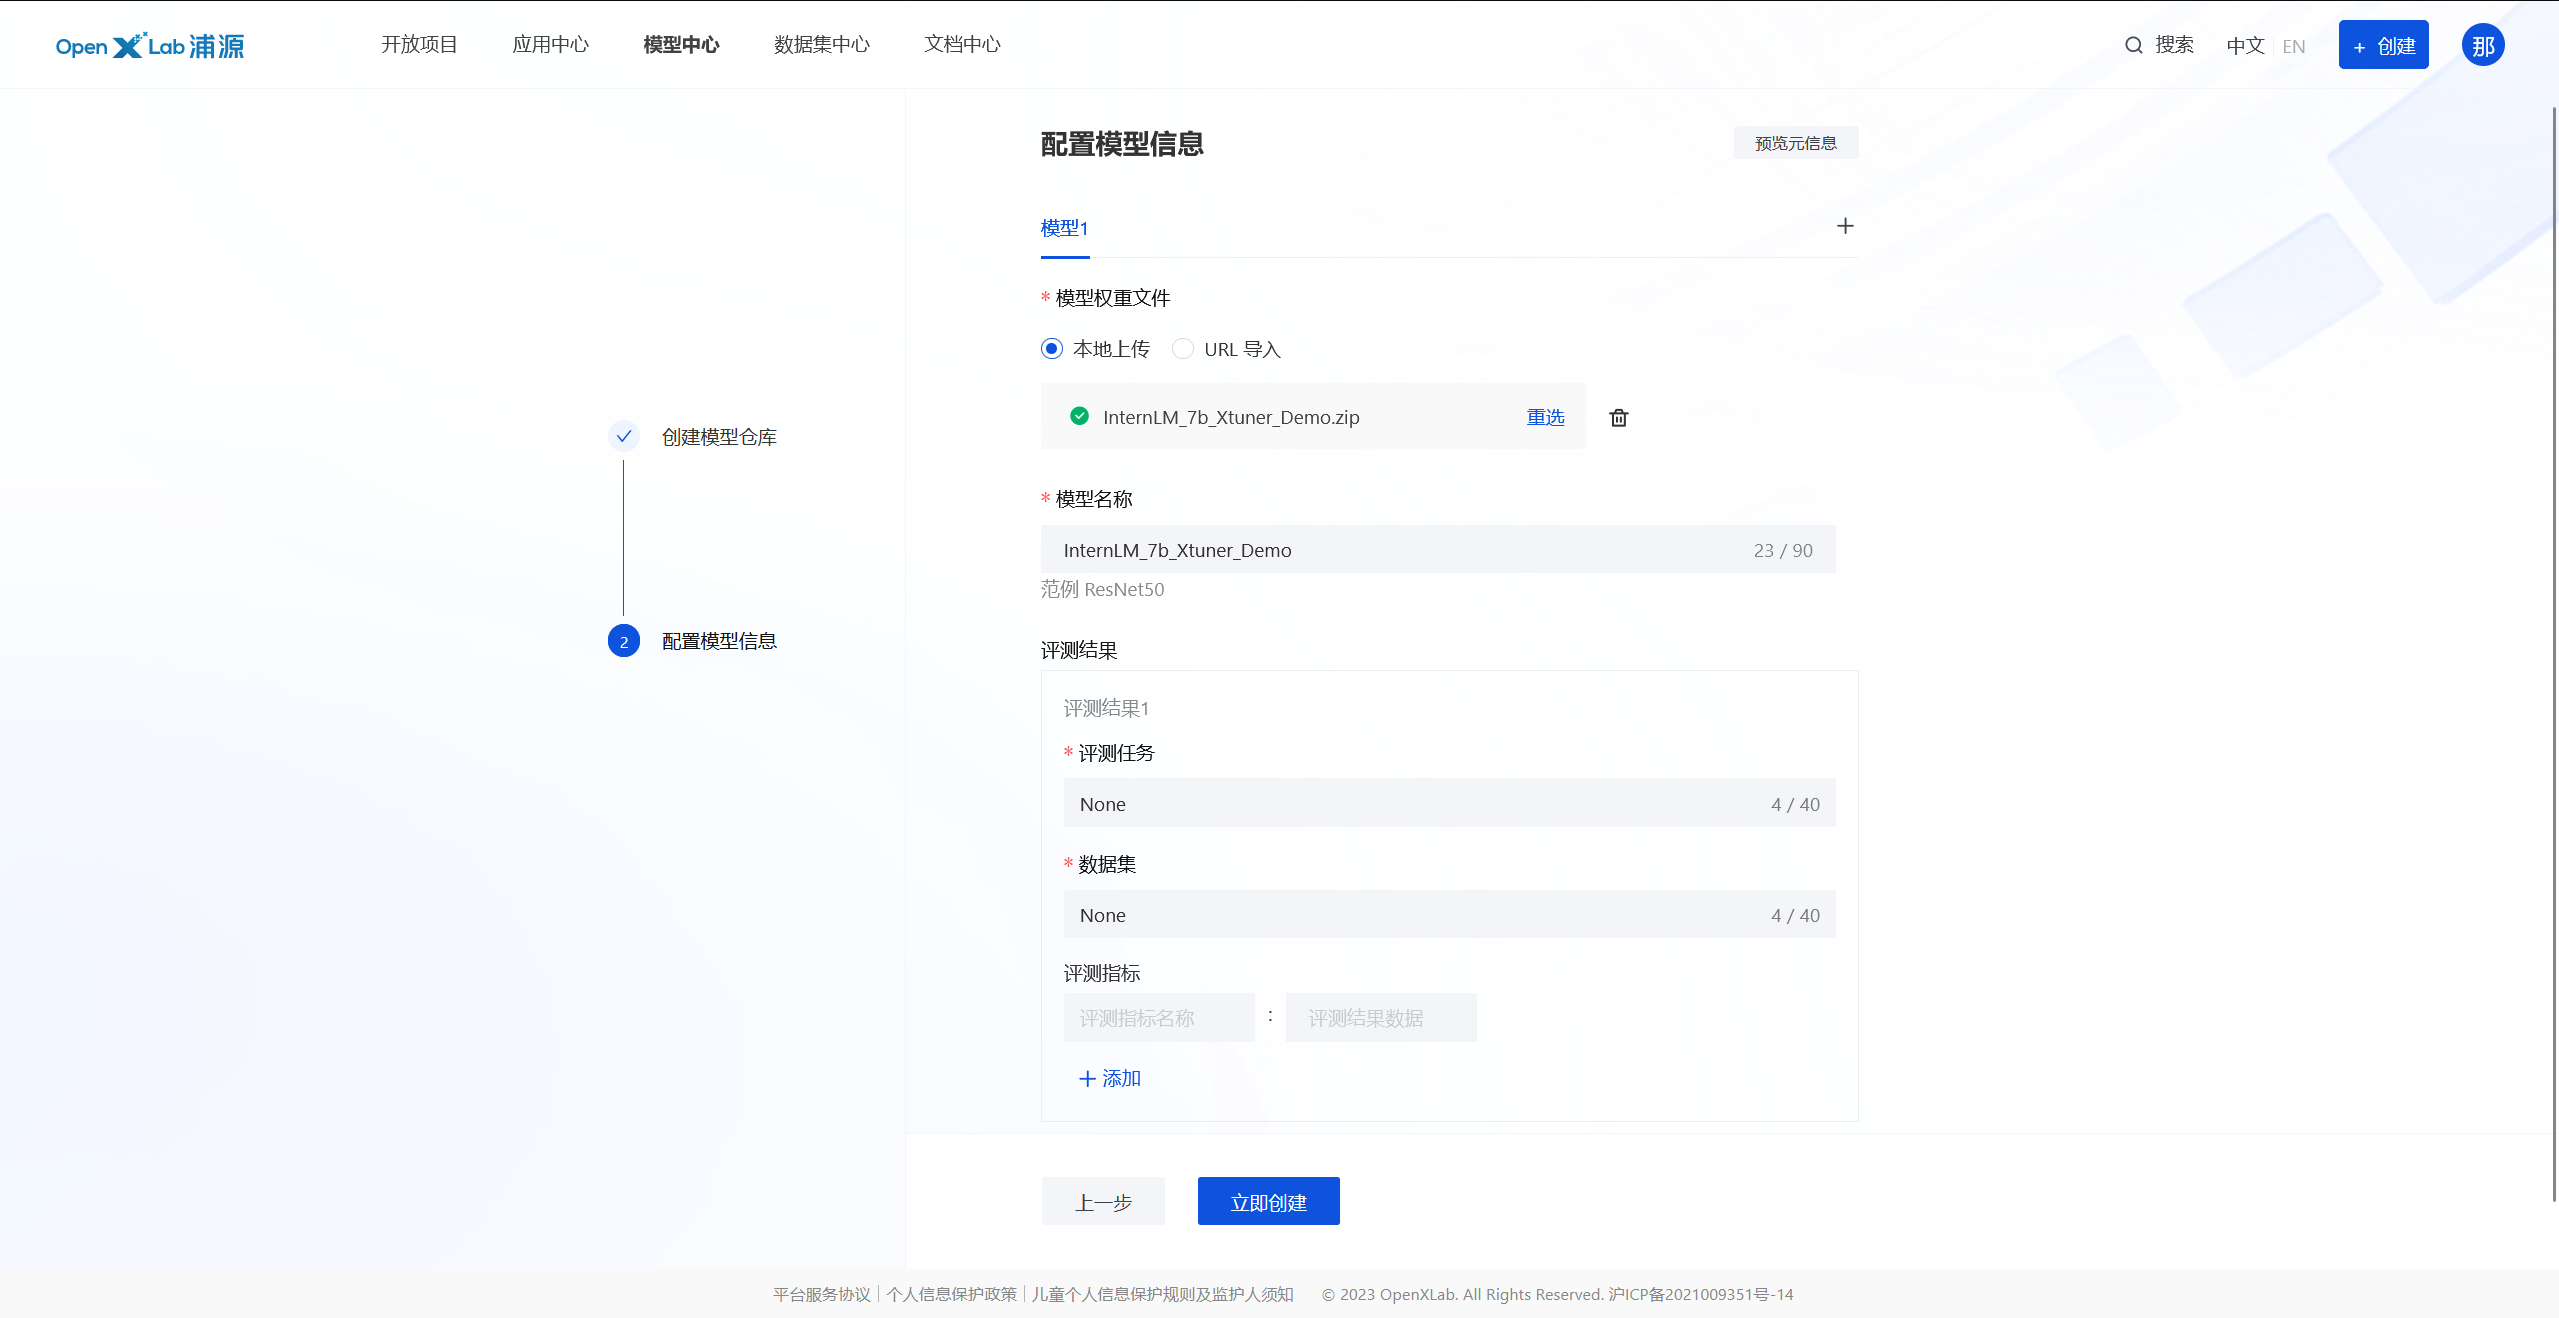 Open X Lab 浦源
开放项目 应用中心 模型中心 数据集中心 文档中心 搜索 中文 EN + 创建 那
配置模型信息 预览元信息
模型1 +
* 模型权重文件
本地上传 URL 导入
InternLM_7b_Xtuner_Demo.zip 重选
创建模型仓库
2 配置模型信息
* 模型名称
InternLM_7b_Xtuner_Demo 23 / 90
范例 ResNet50
评测结果
评测结果1
* 评测任务
None 4 / 40
* 数据集
None 4 / 40
评测指标
评测指标名称 : 评测结果数据
+ 添加
上一步 立即创建
平台服务协议 | 个人信息保护政策 | 儿童个人信息保护规则及监护人须知 © 2023 OpenXLab. All Rights Reserved. 沪ICP备2021009351号-14